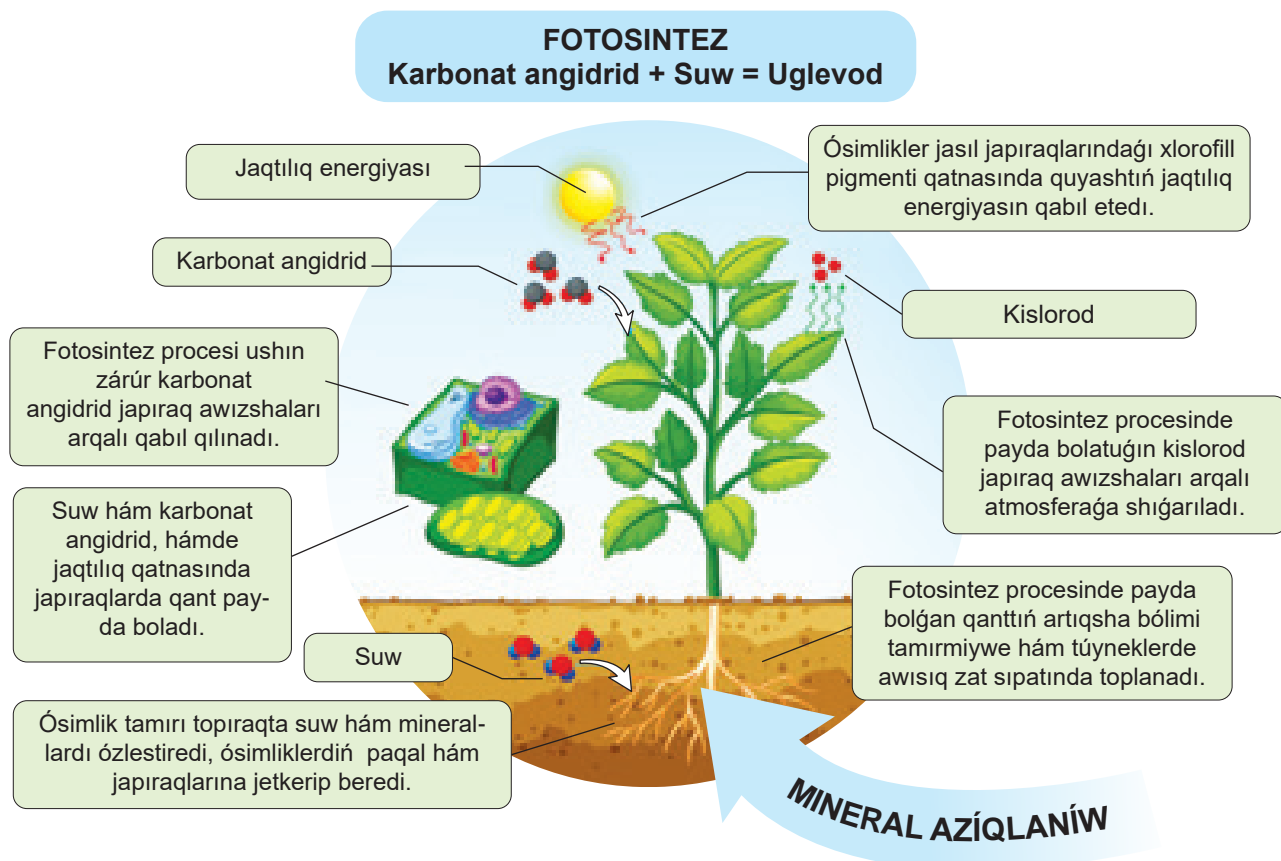 FOTOSINTEZ
Karbonat angidrid + Suw = Uglevod
Jaqtılıq energiyası
Ósimlikler jasıl japıraqlarındaǵı xlorofill
pigmenti qatnasında quyashtıń jaqtılıq
energiyasın qabıl etedı.
Karbonat angidrid
Kislorod
Fotosintez procesi ushın
zárúr karbonat
angidrid japıraq awızshaları
arqalı qabıl qılınadı.
Fotosintez procesinde
payda bolatuǵın kislorod
japıraq awızshaları arqalı
atmosferaǵa shıǵarıladı.
Suw hám karbonat
angidrid, hámde
jaqtılıq qatnasında
japıraqlarda qant pay-
da boladı.
Fotosintez procesinde payda
bolǵan qanttıń artıqsha bólimi
tamırmiywe hám túyneklerde
awısıq zat sıpatında toplanadı.
Suw
Ósimlik tamırı topıraqta suw hám mineral-
lardı ózlestiredi, ósimliklerdiń paqal hám
japıraqlarına jetkerip beredi.
MINERAL AZÍQLANÍW